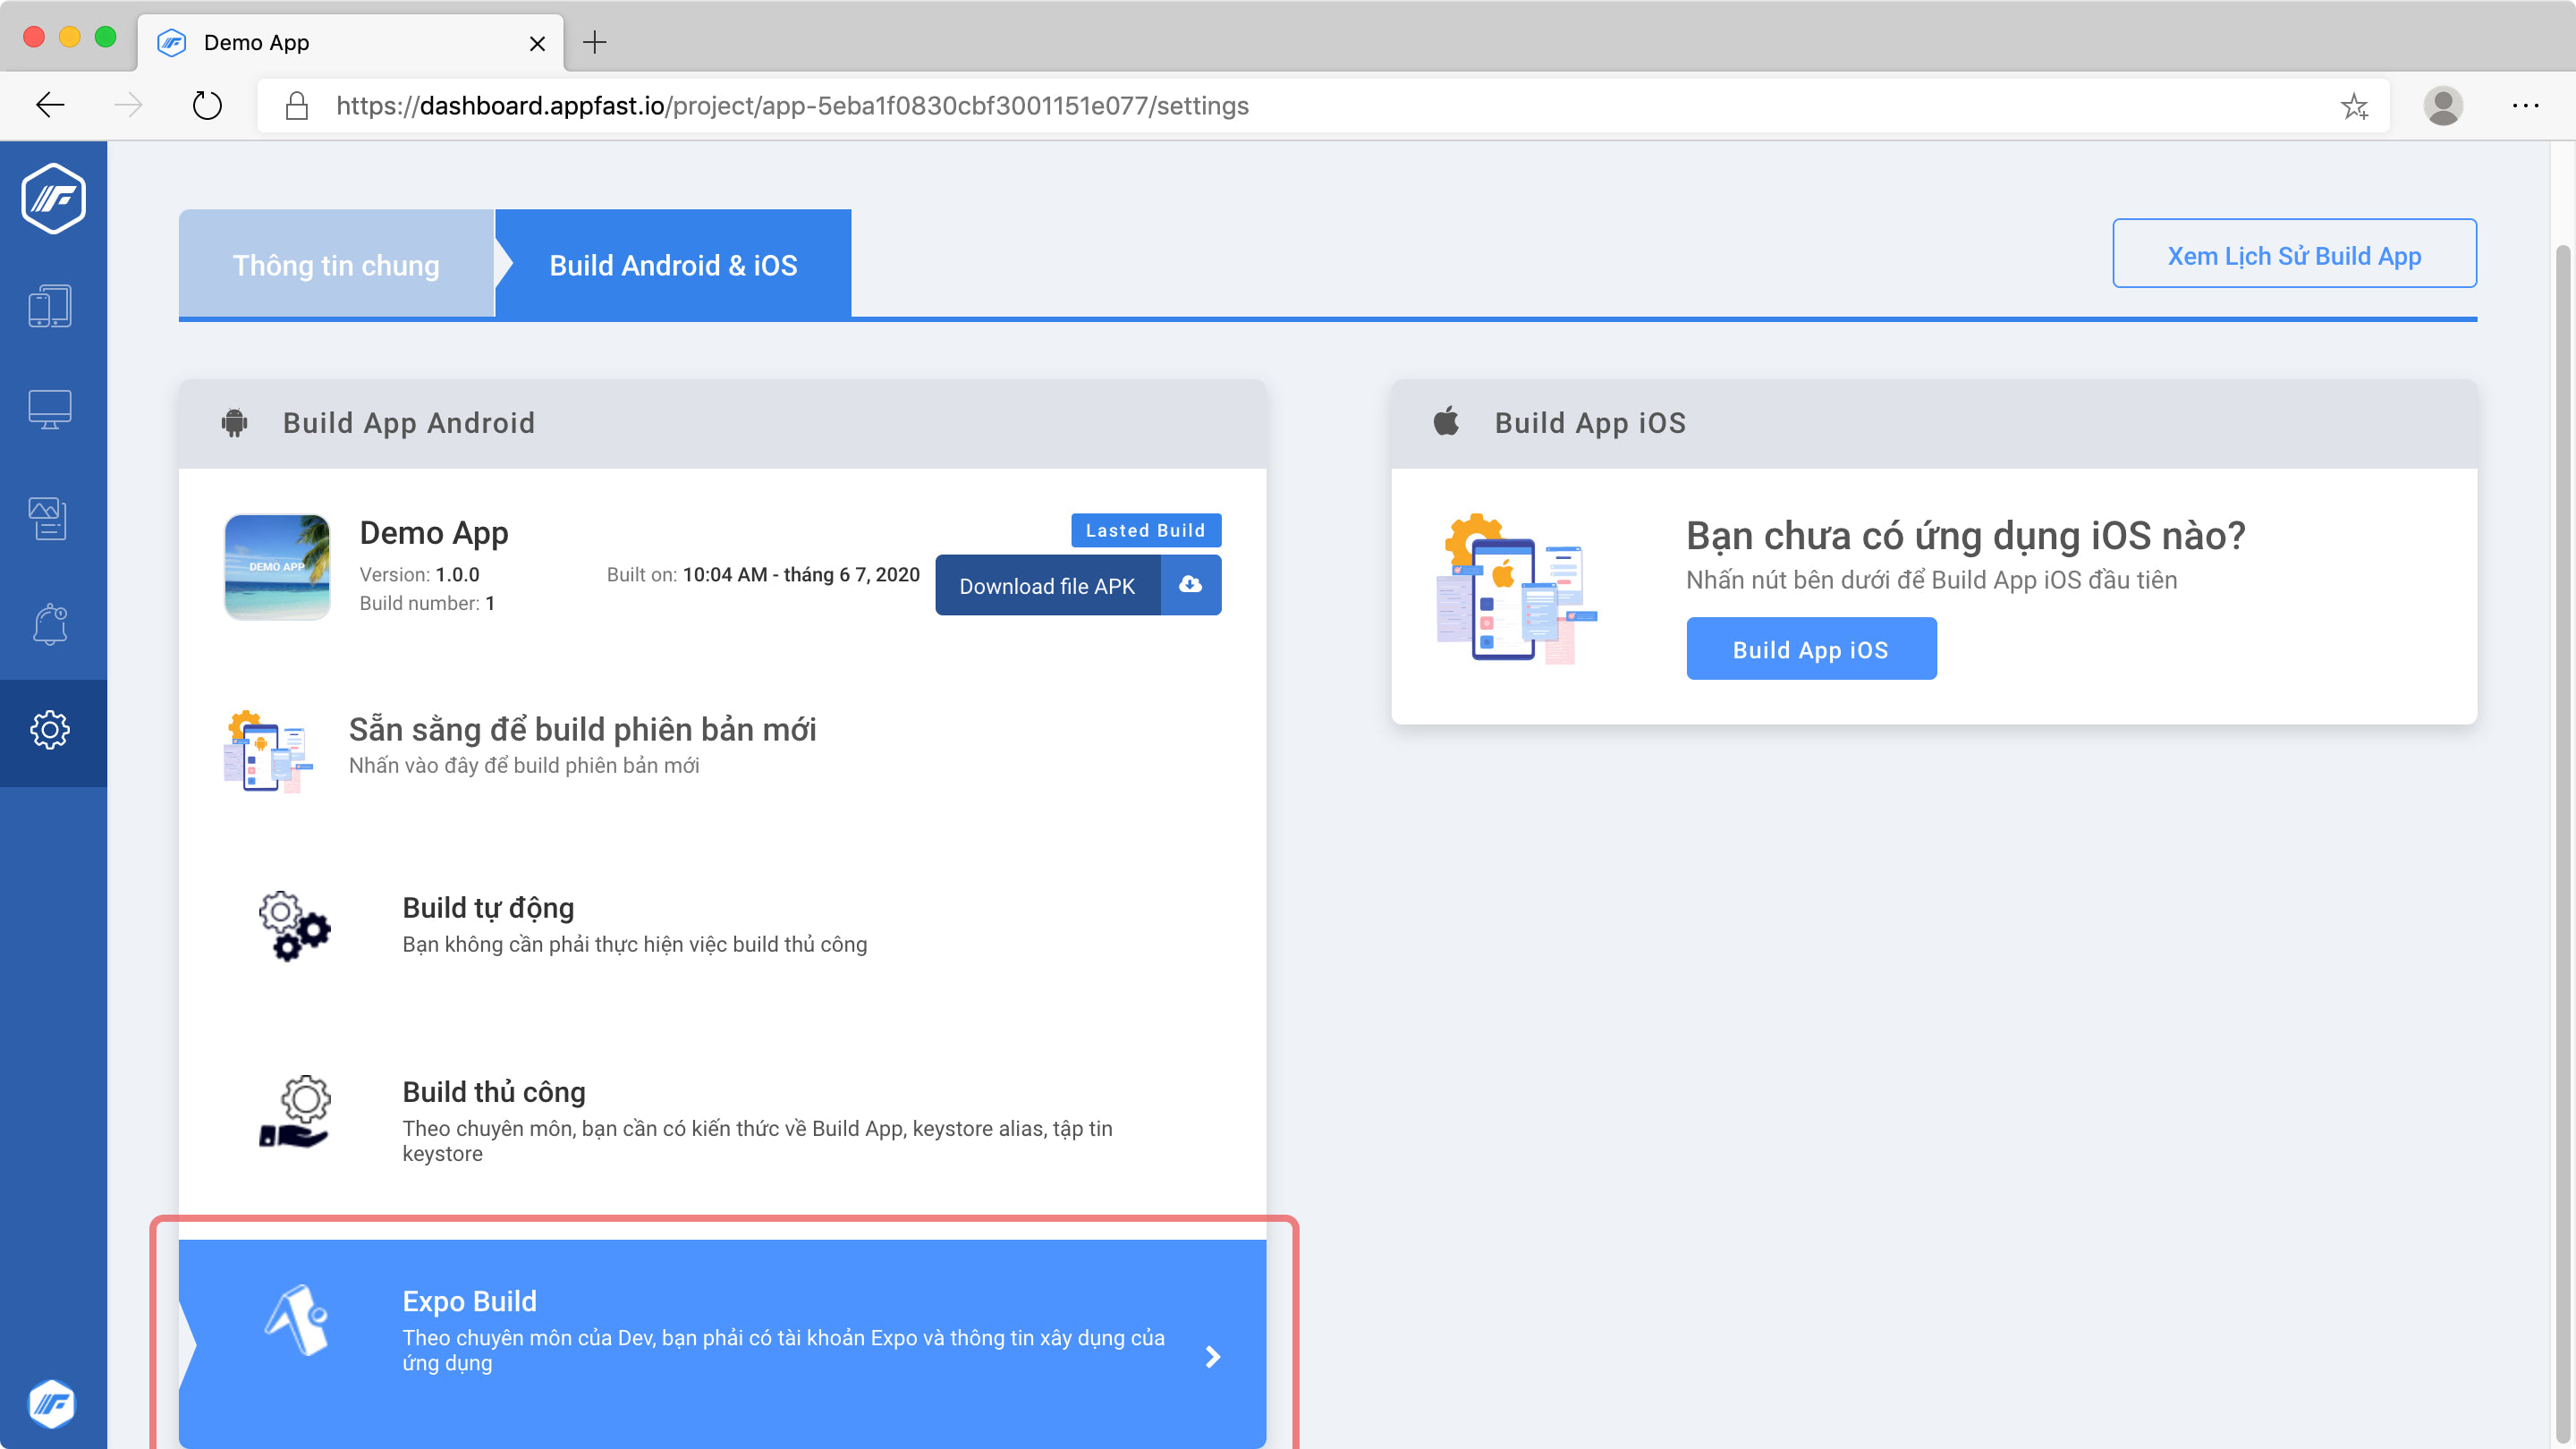 Demo App
https://dashboard.appfast.io/project/app-5eba1f0830cbf3001151e077/settings
Thông tin chung
Build Android & iOS
Xem Lịch Sử Build App
Build App Android
DEMO APP
Demo App
Version: 1.0.0
Build number: 1
Built on: 10:04 AM - tháng 6 7, 2020
Lasted Build
Download file APK
Sẵn sằng để build phiên bản mới
Nhấn vào đây để build phiên bản mới
Build tự động
Bạn không cần phải thực hiện việc build thủ công
Build thủ công
Theo chuyên môn, bạn cần có kiến thức về Build App, keystore alias, tập tin
keystore
Expo Build
Theo chuyên môn của Dev, bạn phải có tài khoản Expo và thông tin xây dụng của
ứng dụng
Build App iOS
Bạn chưa có ứng dụng iOS nào?
Nhấn nút bên dưới để Build App iOS đầu tiên
Build App iOS